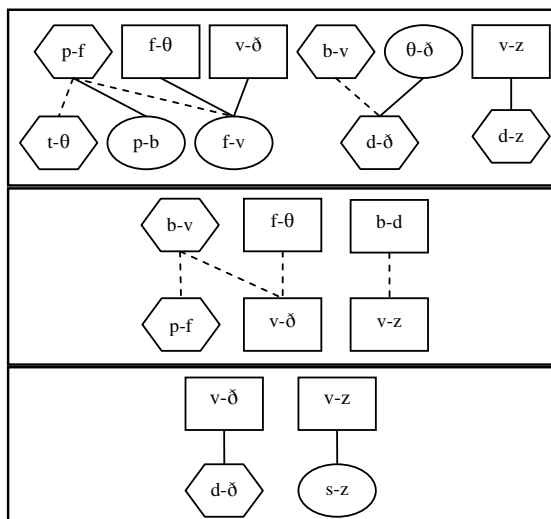 p-f f-θ v-ð b-v θ-ð v-z
t-θ p-b f-v d-ð d-z
b-v f-θ b-d
p-f v-ð v-z
v-ð v-z
d-ð s-z